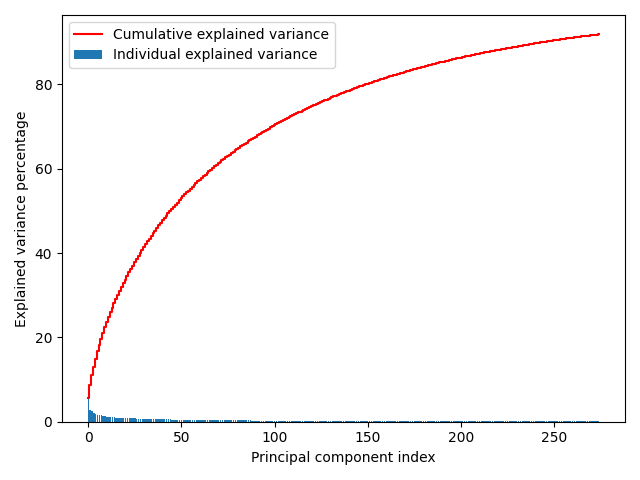 Cumulative explained variance
Individual explained variance
Explained variance percentage
80
60
40
20
0
0 50 100 150 200 250
Principal component index